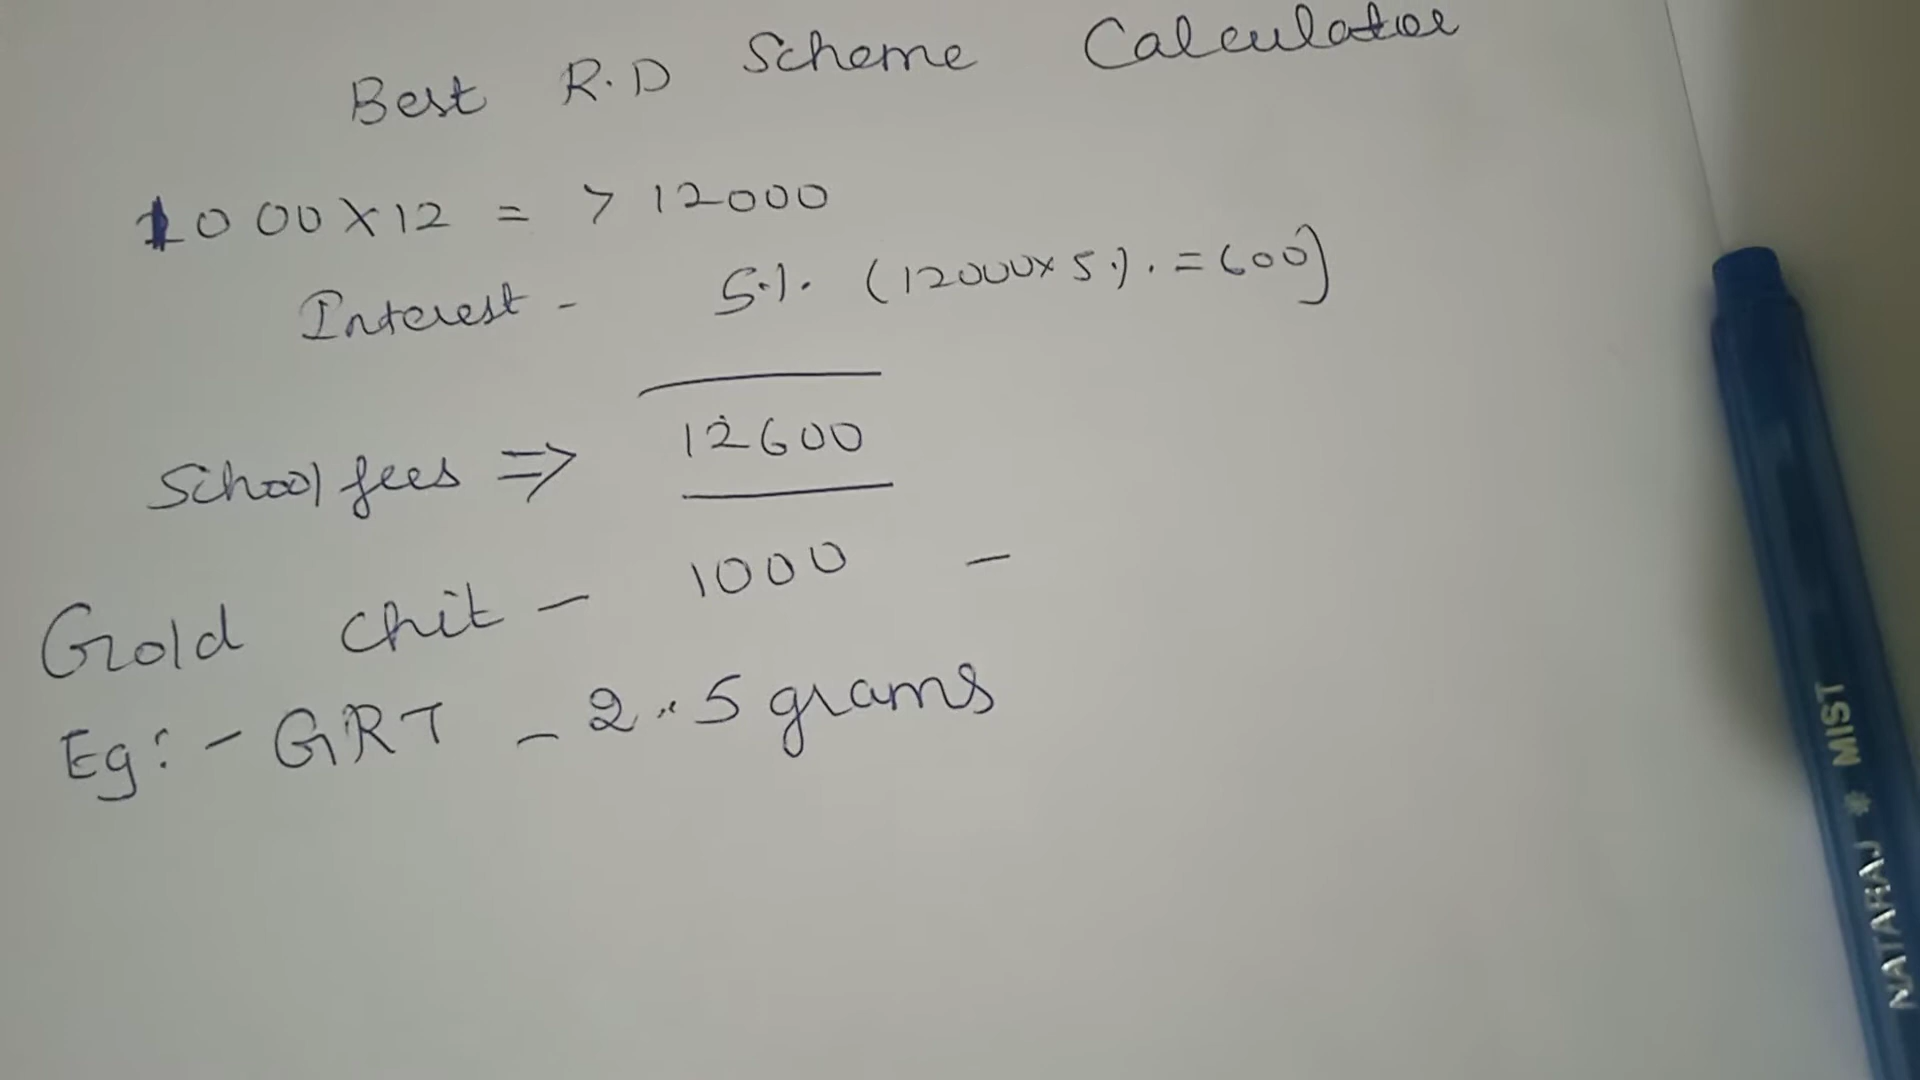 Best R.D Scheme Calculator
1000 X 12 = > 12000
Interest - 5% (12000 x 5% = 600)
12600
School fees ⇒
Gold chit - 1000 -
Eg: - GRT - 2.5 grams
NATARAJ * MIST